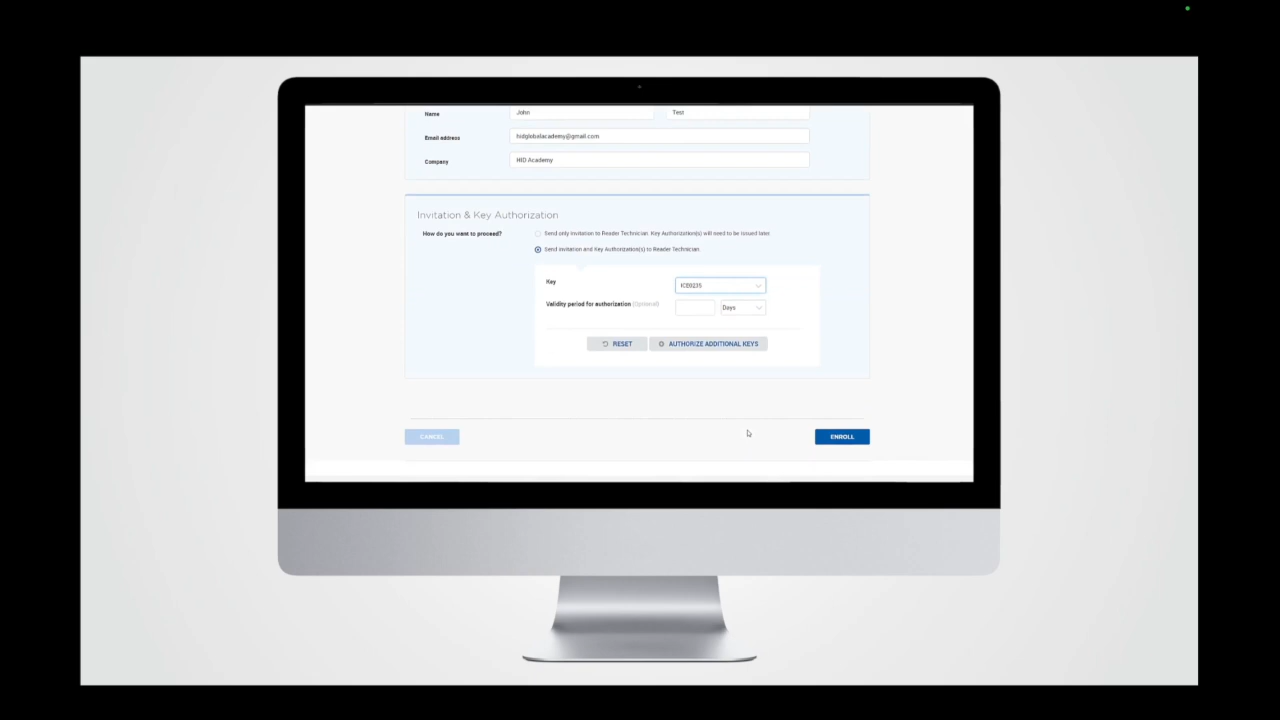 Name John Test
Email address hidglobalacademy@gmail.com
Company HID Academy
Invitation & Key Authorization
How do you want to proceed? Send only invitation to Reader Technician. Key Authorization(s) will need to be issued later.
Send invitation and Key Authorization(s) to Reader Technician.
Key ICE0235
Validity period for authorization (Optional) Days
RESET AUTHORIZE ADDITIONAL KEYS
CANCEL ENROLL